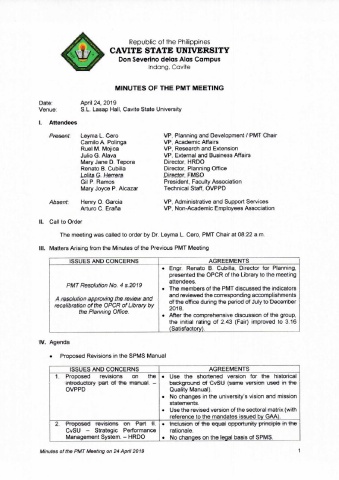 Republic of the Philippines
CAVITE STATE UNIVERSITY
Don Severino delas Alas Campus
Indang, Cavite
MINUTES OF THE PMT MEETING
Date: April 24, 2019
Venue: S.L. Lasap Hall, Cavite State University
I. Attendees
Present: Leyma L. Cero VP, Planning and Development / PMT Chair
Camilo A. Polinga VP, Academic Affairs
Ruel M. Mojica VP, Research and Extension
Julio G. Alava VP, External and Business Affairs
Mary Jane D. Tepora Director, HRDO
Renato B. Cubilla Director, Planning Office
Lolita G. Herrera Director, FMSD
Gil P. Ramos President, Faculty Association
Mary Joyce P. Alcazar Technical Staff, OVPPD
Absent: Henry O. Garcia VP, Administrative and Support Services
Arturo C. Eraña VP, Non-Academic Employees Association
II. Call to Order
The meeting was called to order by Dr. Leyma L. Cero, PMT Chair at 08:22 a.m.
III. Matters Arising from the Minutes of the Previous PMT Meeting
ISSUES AND CONCERNS AGREEMENTS
PMT Resolution No. 4 s.2019
A resolution approving the review and
recalibration of the OPCR of Library by
the Planning Office.
• Engr. Renato B. Cubilla, Director for Planning,
presented the OPCR of the Library to the meeting
attendees.
• The members of the PMT discussed the indicators
and reviewed the corresponding accomplishments
of the office during the period of July to December
2018.
• After the comprehensive discussion of the group,
the initial rating of 2.43 (Fair) improved to 3.16
(Satisfactory).
IV. Agenda
• Proposed Revisions in the SPMS Manual
ISSUES AND CONCERNS AGREEMENTS
1. Proposed revisions on the
introductory part of the manual. –
OVPPD
• Use the shortened version for the historical
background of CvSU (same version used in the
Quality Manual).
• No changes in the university's vision and mission
statements.
• Use the revised version of the sectoral matrix (with
reference to the mandates issued by GAA).
2. Proposed revisions on Part II.
CvSU – Strategic Performance
Management System. – HRDO
• Inclusion of the equal opportunity principle in the
rationale.
• No changes on the legal basis of SPMS.
Minutes of the PMT Meeting on 24 April 2019 1